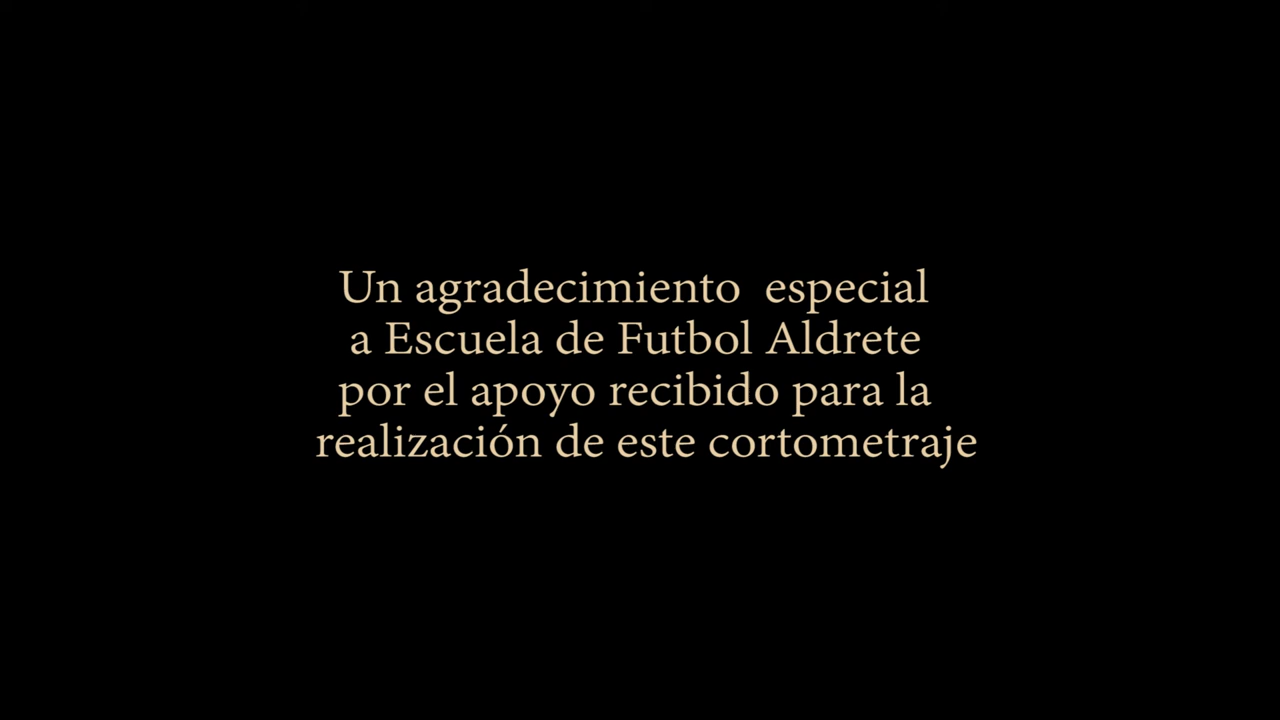 Un agradecimiento  especial
a Escuela de Futbol Aldrete
por el apoyo recibido para la
realización de este cortometraje